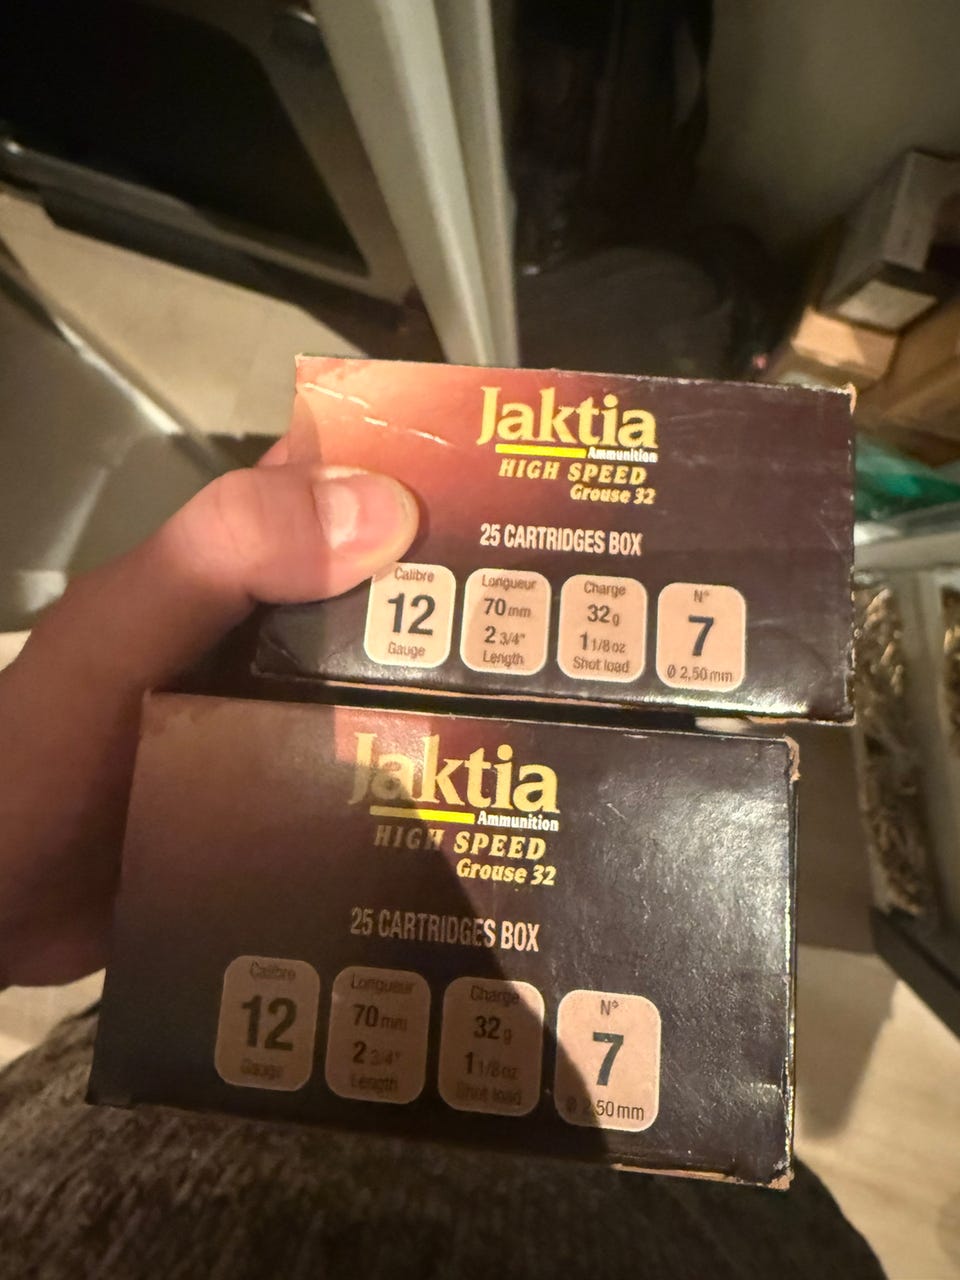 Jaktia
Ammunition
HIGH SPEED
Grouse 32
25 CARTRIDGES BOX
Calibre
12
Gauge
Longueur
70 mm
2 3/4"
Length
Charge
32 g
1 1/8 oz
Shot load
N°
7
Ø 2,50 mm
Jaktia
Ammunition
HIGH SPEED
Grouse 32
25 CARTRIDGES BOX
Calibre
12
Gauge
Longueur
70 mm
2 3/4"
Length
Charge
32 g
1 1/8 oz
Shot load
N°
7
Ø 2,50 mm